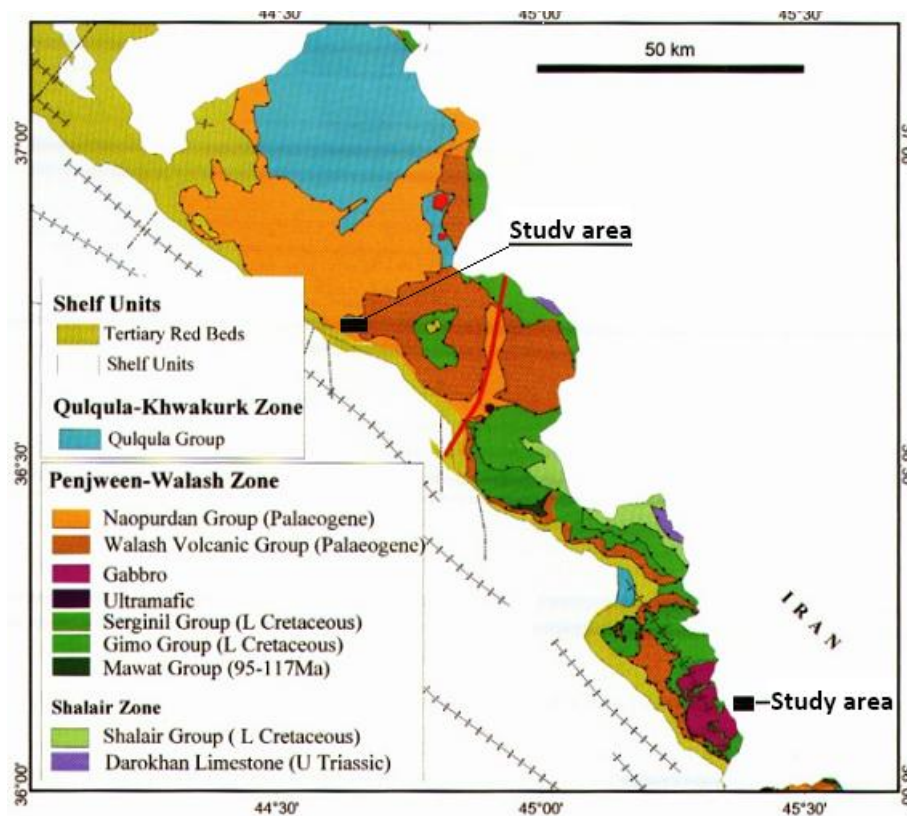 44°30' 45°00' 45°30'
50 km
37°00'
Studv area
Shelf Units
Tertiary Red Beds
Shelf Units
Qulqula-Khwakurk Zone
Qulqula Group
36°30'
Penjween-Walash Zone
Naopurdan Group (Palaeogene)
Walash Volcanic Group (Palaeogene)
Gabbro
Ultramafic
Serginil Group (L Cretaceous)
Gimo Group (L Cretaceous)
Mawat Group (95-117Ma)
IRAN
Study area
Shalair Zone
Shalair Group ( L Cretaceous)
Darokhan Limestone (U Triassic)
36°00'
44°30' 45°00' 45°30'